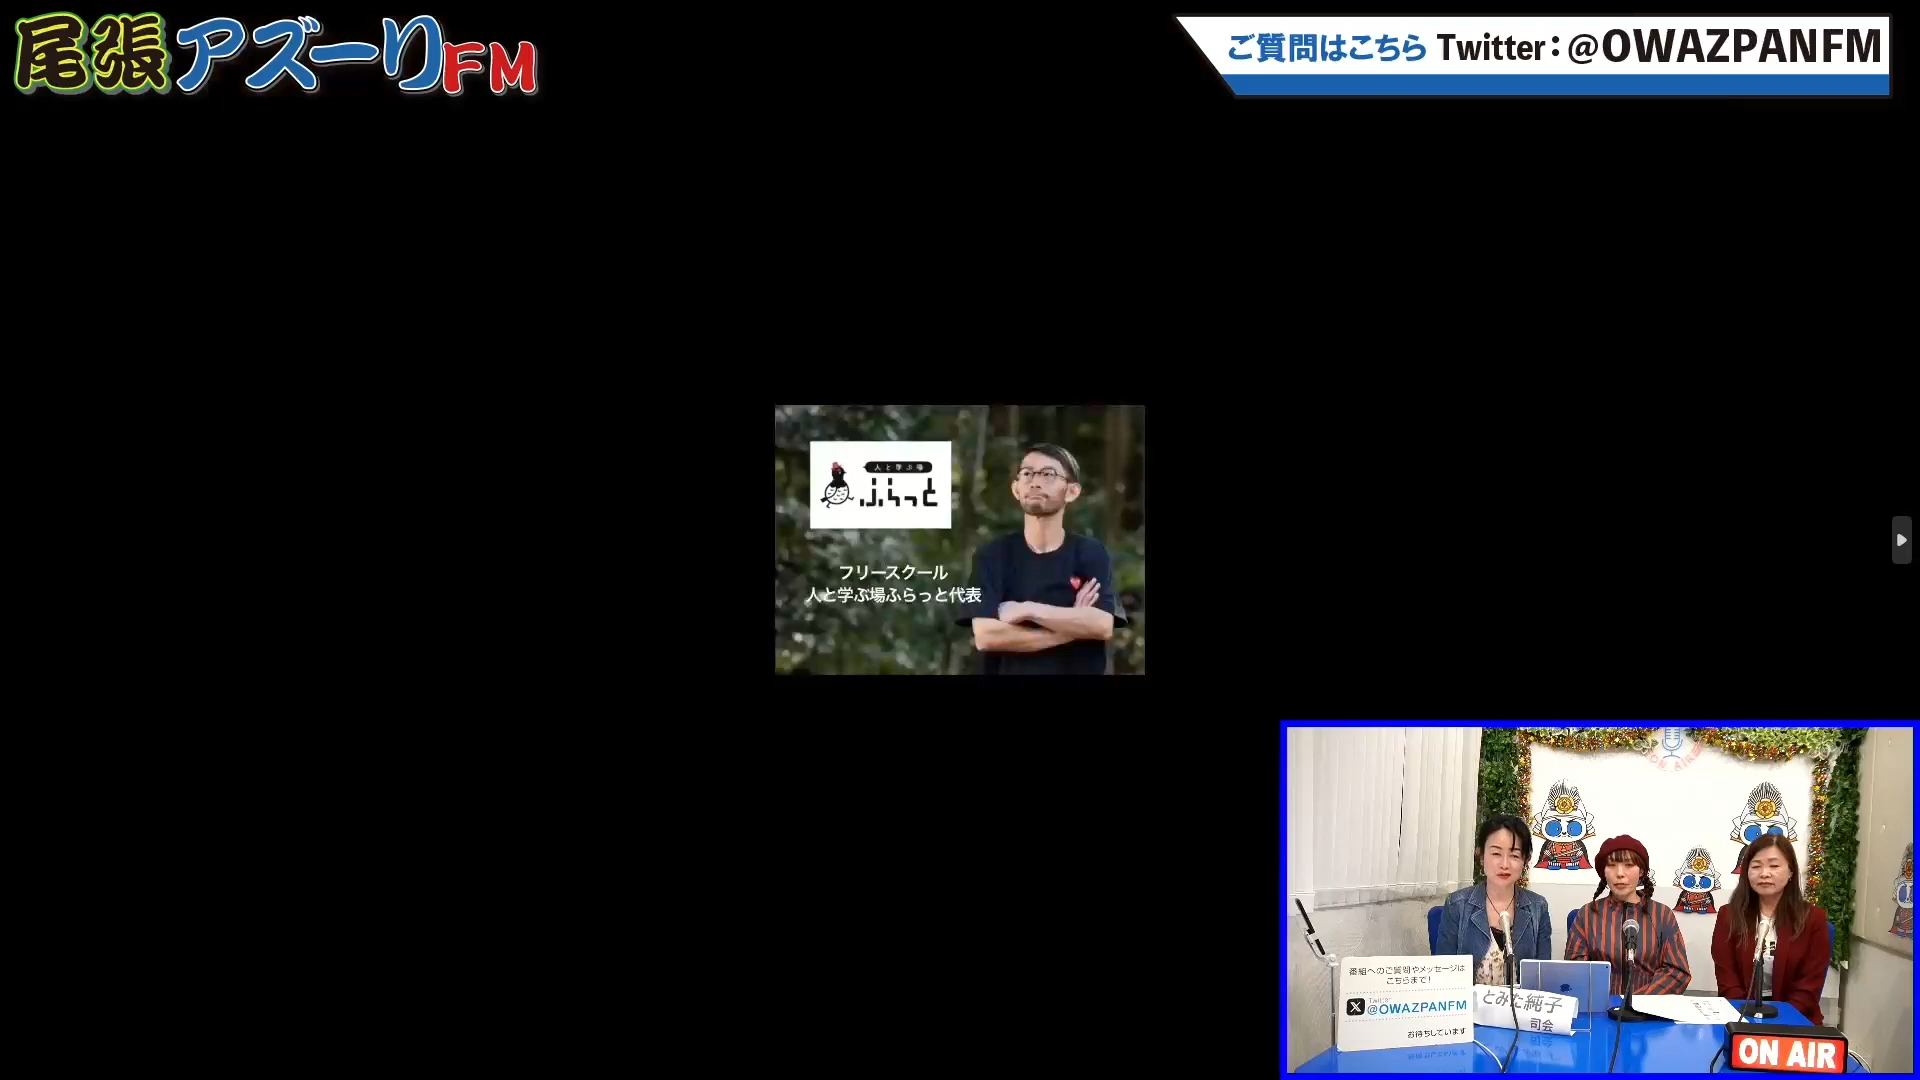 尾張アズーりFM
ご質問はこちら Twitter：@OWAZPANFM
人と学ぶ場
ふらっと
フリースクール
人と学ぶ場ふらっと代表
ON AIR
番組へのご質問やメッセージは
こちらまで！
Twitter
@OWAZPANFM
お待ちしています
とみた純子
司会
ON AIR